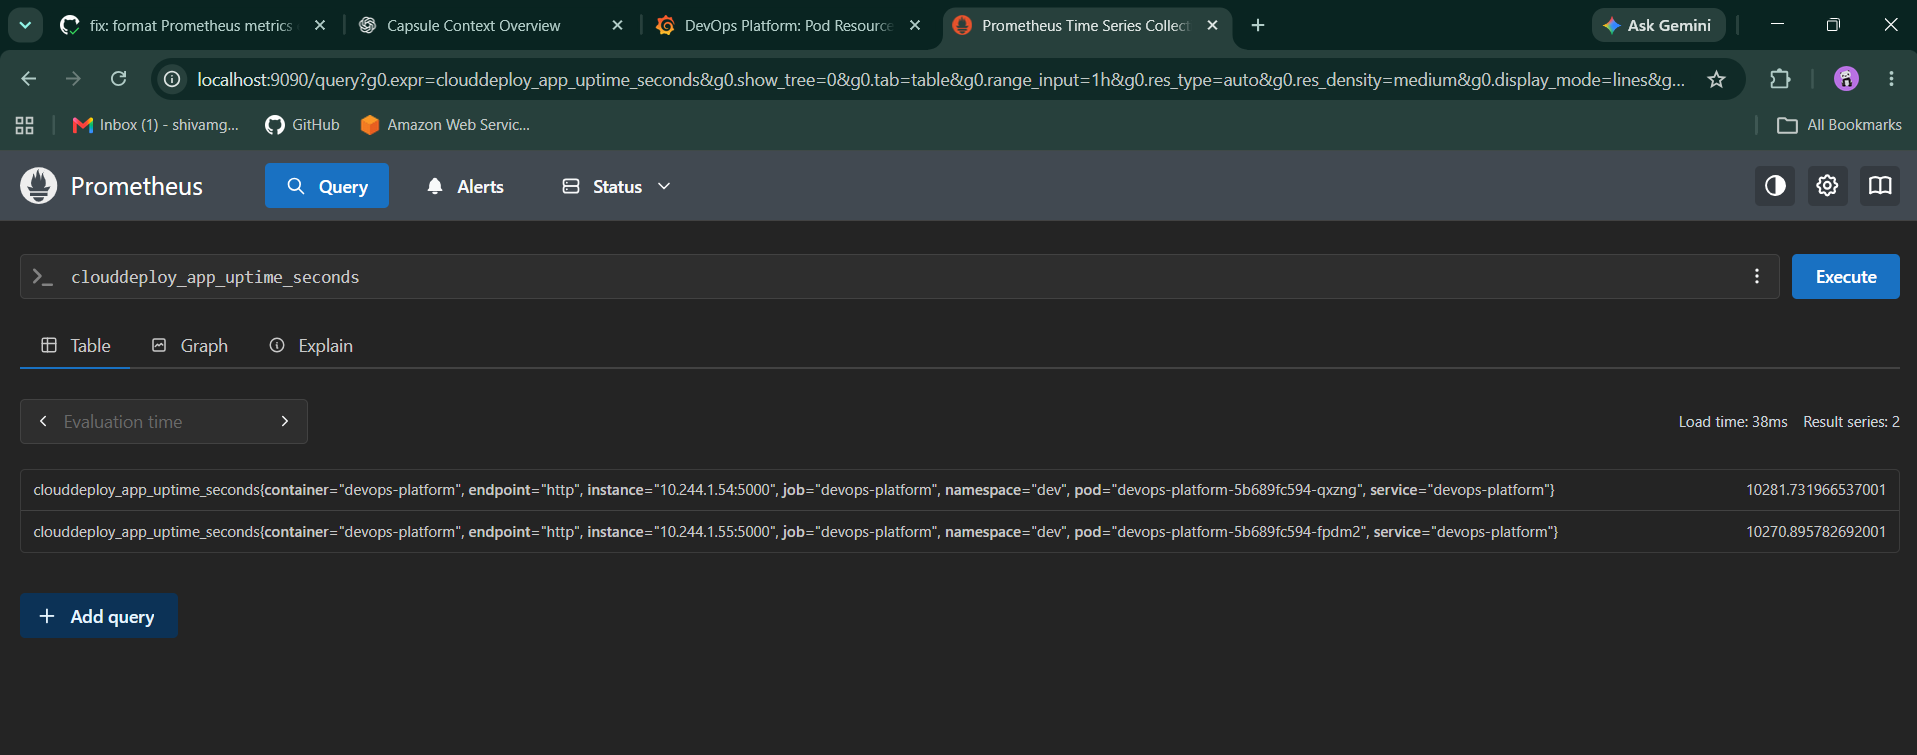 fix: format Prometheus metrics
Capsule Context Overview
DevOps Platform: Pod Resource
Prometheus Time Series Collect
Ask Gemini
localhost:9090/query?g0.expr=clouddeploy_app_uptime_seconds&g0.show_tree=0&g0.tab=table&g0.range_input=1h&g0.res_type=auto&g0.res_density=medium&g0.display_mode=lines&g...
Inbox (1) - shivamg...
GitHub
Amazon Web Servic...
All Bookmarks
Prometheus
Query
Alerts
Status
clouddeploy_app_uptime_seconds
Execute
Table
Graph
Explain
Evaluation time
Load time: 38ms Result series: 2
clouddeploy_app_uptime_seconds{container="devops-platform", endpoint="http", instance="10.244.1.54:5000", job="devops-platform", namespace="dev", pod="devops-platform-5b689fc594-qxzng", service="devops-platform"} 10281.731966537001
clouddeploy_app_uptime_seconds{container="devops-platform", endpoint="http", instance="10.244.1.55:5000", job="devops-platform", namespace="dev", pod="devops-platform-5b689fc594-fpdm2", service="devops-platform"} 10270.895782692001
Add query